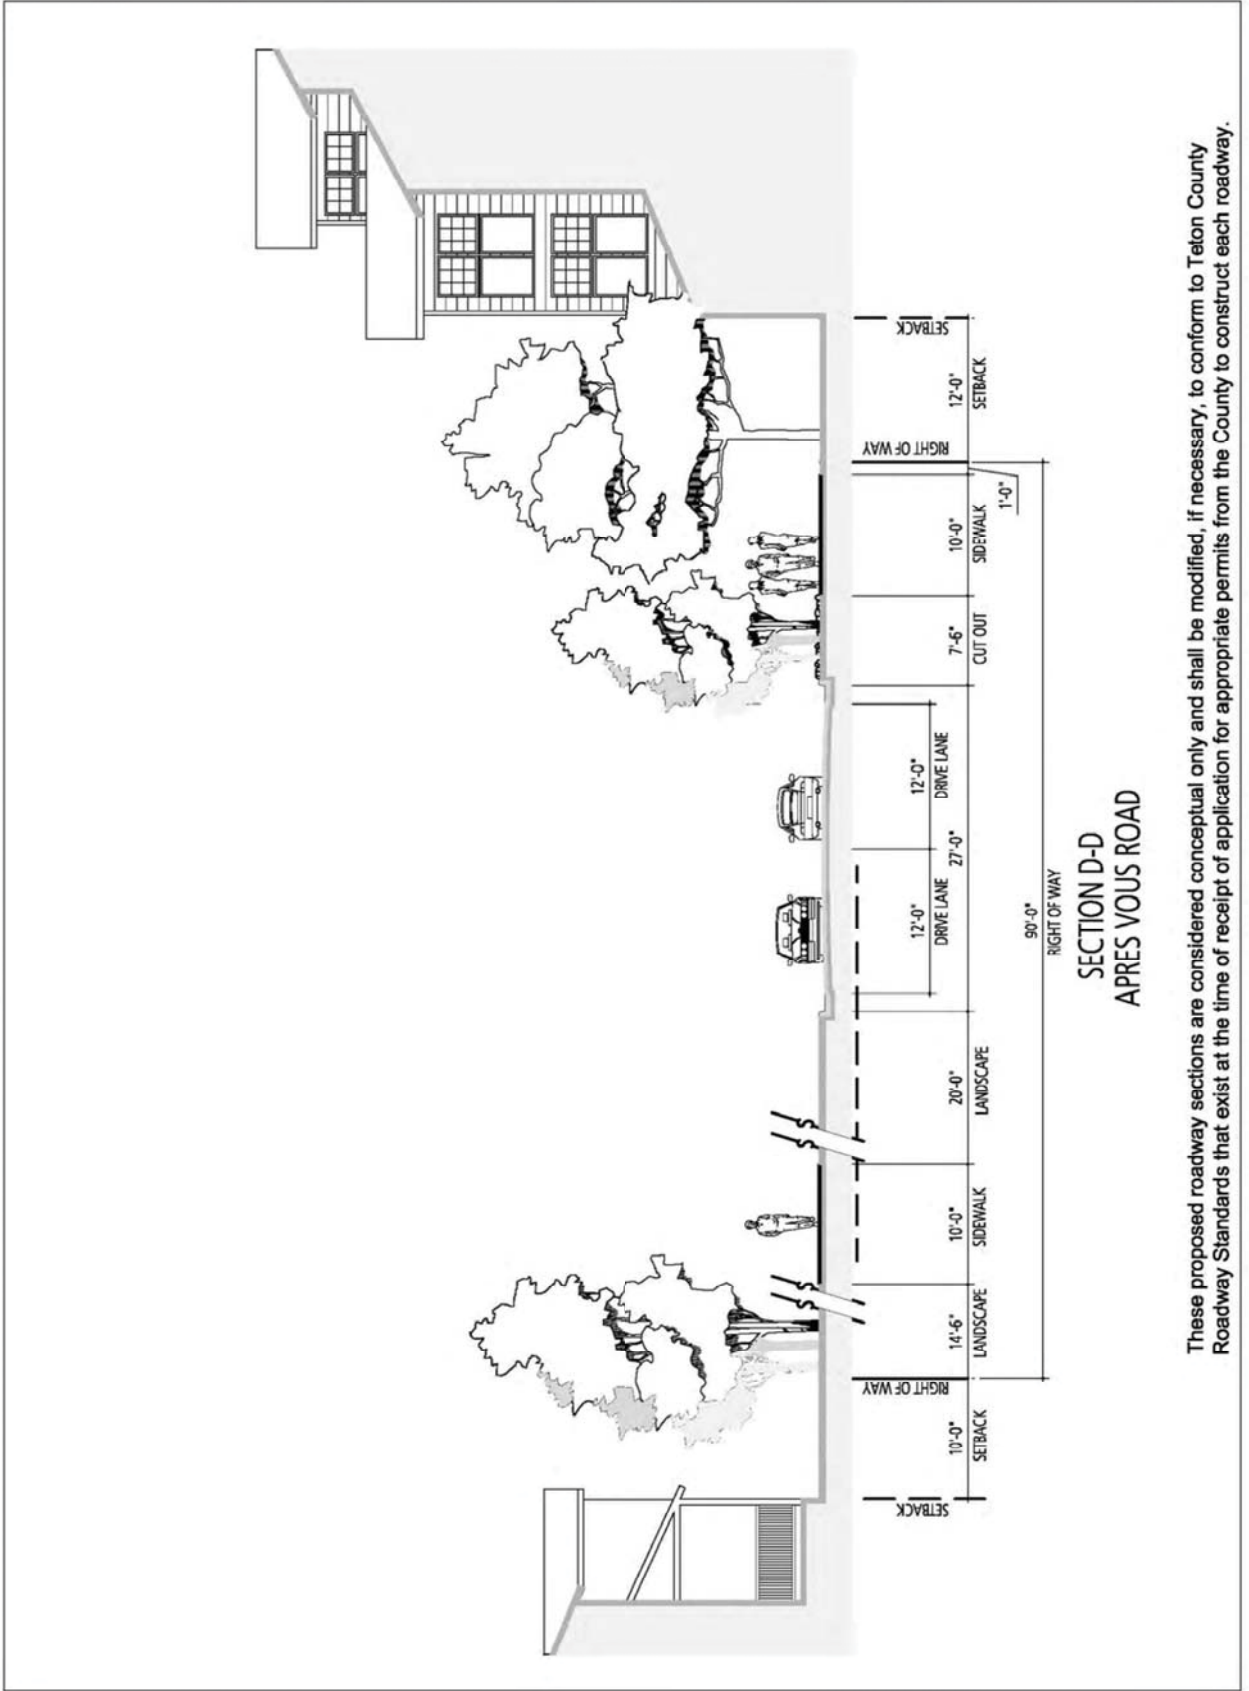 SETBACK
RIGHT OF WAY
RIGHT OF WAY
SETBACK
12'-0"
DRIVE LANE
12'-0"
DRIVE LANE
10'-0"
SETBACK
14'-6"
LANDSCAPE
10'-0"
SIDEWALK
20'-0"
LANDSCAPE
27'-0"
7'-6"
CUT OUT
10'-0"
SIDEWALK
1'-0"
12'-0"
SETBACK
90'-0"
RIGHT OF WAY
SECTION D-D
APRES VOUS ROAD
These proposed roadway sections are considered conceptual only and shall be modified, if necessary, to conform to Teton County
Roadway Standards that exist at the time of receipt of application for appropriate permits from the County to construct each roadway.